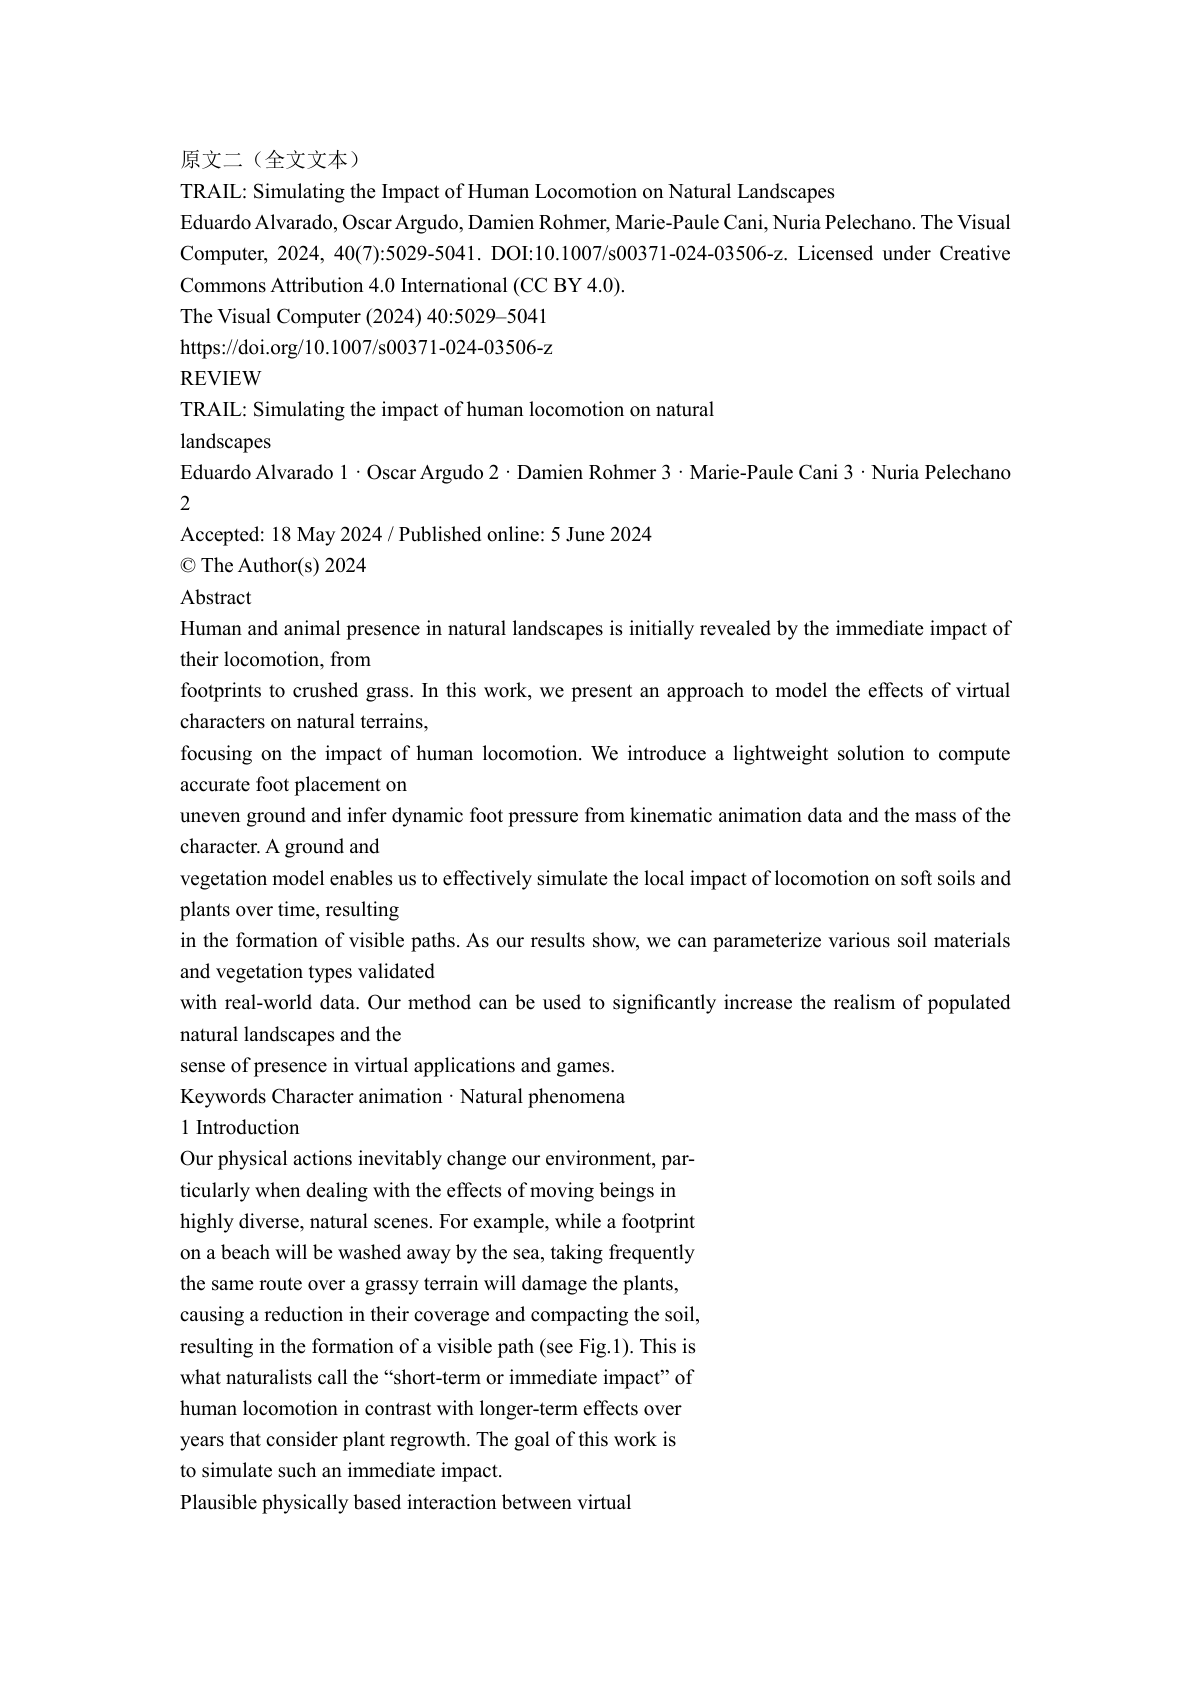 原文二（全文文本）
TRAIL: Simulating the Impact of Human Locomotion on Natural Landscapes
Eduardo Alvarado, Oscar Argudo, Damien Rohmer, Marie-Paule Cani, Nuria Pelechano. The Visual
Computer, 2024, 40(7):5029-5041. DOI:10.1007/s00371-024-03506-z. Licensed under Creative
Commons Attribution 4.0 International (CC BY 4.0).
The Visual Computer (2024) 40:5029–5041
https://doi.org/10.1007/s00371-024-03506-z
REVIEW
TRAIL: Simulating the impact of human locomotion on natural
landscapes
Eduardo Alvarado 1 · Oscar Argudo 2 · Damien Rohmer 3 · Marie-Paule Cani 3 · Nuria Pelechano
2
Accepted: 18 May 2024 / Published online: 5 June 2024
© The Author(s) 2024
Abstract
Human and animal presence in natural landscapes is initially revealed by the immediate impact of
their locomotion, from
footprints to crushed grass. In this work, we present an approach to model the effects of virtual
characters on natural terrains,
focusing on the impact of human locomotion. We introduce a lightweight solution to compute
accurate foot placement on
uneven ground and infer dynamic foot pressure from kinematic animation data and the mass of the
character. A ground and
vegetation model enables us to effectively simulate the local impact of locomotion on soft soils and
plants over time, resulting
in the formation of visible paths. As our results show, we can parameterize various soil materials
and vegetation types validated
with real-world data. Our method can be used to significantly increase the realism of populated
natural landscapes and the
sense of presence in virtual applications and games.
Keywords Character animation · Natural phenomena
1 Introduction
Our physical actions inevitably change our environment, par-
ticularly when dealing with the effects of moving beings in
highly diverse, natural scenes. For example, while a footprint
on a beach will be washed away by the sea, taking frequently
the same route over a grassy terrain will damage the plants,
causing a reduction in their coverage and compacting the soil,
resulting in the formation of a visible path (see Fig.1). This is
what naturalists call the “short-term or immediate impact” of
human locomotion in contrast with longer-term effects over
years that consider plant regrowth. The goal of this work is
to simulate such an immediate impact.
Plausible physically based interaction between virtual